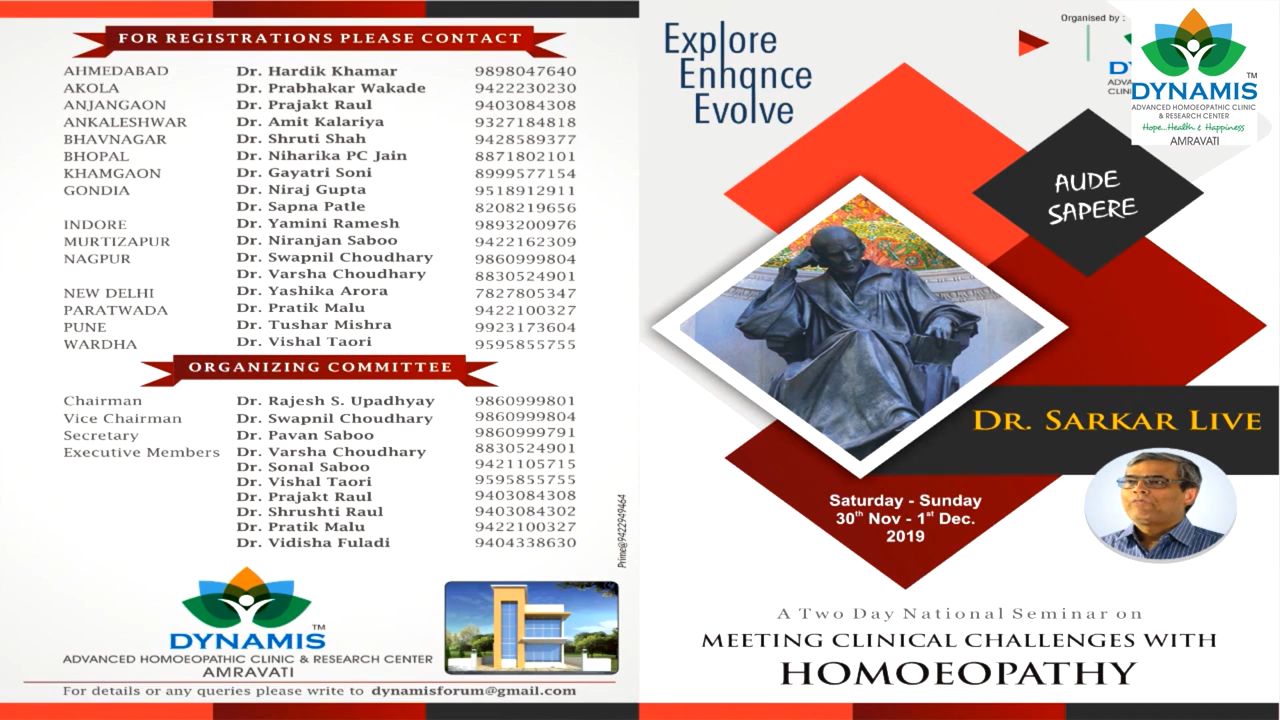 FOR REGISTRATIONS PLEASE CONTACT
AHMEDABAD Dr. Hardik Khamar 9898047640
AKOLA Dr. Prabhakar Wakade 9422230230
ANJANGAON Dr. Prajakt Raul 9403084308
ANKALESHWAR Dr. Amit Kalariya 9327184818
BHAVNAGAR Dr. Shruti Shah 9428589377
BHOPAL Dr. Niharika PC Jain 8871802101
KHAMGAON Dr. Gayatri Soni 8999577154
GONDIA Dr. Niraj Gupta 9518912911
Dr. Sapna Patle 8208219656
INDORE Dr. Yamini Ramesh 9893200976
MURTIZAPUR Dr. Niranjan Saboo 9422162309
NAGPUR Dr. Swapnil Choudhary 9860999804
Dr. Varsha Choudhary 8830524901
NEW DELHI Dr. Yashika Arora 7827805347
PARATWADA Dr. Pratik Malu 9422100327
PUNE Dr. Tushar Mishra 9923173604
WARDHA Dr. Vishal Taori 9595855755
ORGANIZING COMMITTEE
Chairman Dr. Rajesh S. Upadhyay 9860999801
Vice Chairman Dr. Swapnil Choudhary 9860999804
Secretary Dr. Pavan Saboo 9860999791
Executive Members Dr. Varsha Choudhary 8830524901
Dr. Sonal Saboo 9421105715
Dr. Vishal Taori 9595855755
Dr. Prajakt Raul 9403084308
Dr. Shrushti Raul 9403084302
Dr. Pratik Malu 9422100327
Dr. Vidisha Fuladi 9404338630
Prime@9422949464
DYNAMIS TM
ADVANCED HOMOEOPATHIC CLINIC & RESEARCH CENTER
AMRAVATI
For details or any queries please write to dynamisforum@gmail.com
Explore
Enhance
Evolve
Organised by :
DYNAMIS TM
ADVANCED HOMOEOPATHIC CLINIC
& RESEARCH CENTER
Hope...Health & Happiness
AMRAVATI
AUDE
SAPERE
DR. SARKAR LIVE
Saturday - Sunday
30th Nov - 1st Dec.
2019
A Two Day National Seminar on
MEETING CLINICAL CHALLENGES WITH
HOMOEOPATHY